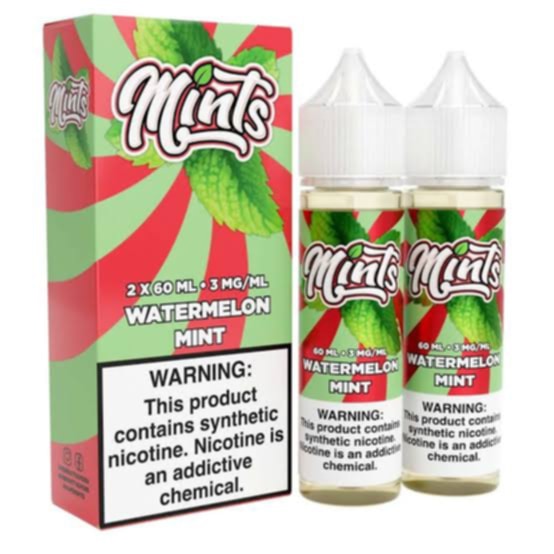 Mints
Mints
2 X 60 ML • 3 MG/ML
WATERMELON
MINT
WARNING:
This product
contains synthetic
nicotine. Nicotine is
an addictive
chemical.
Mints
60 ML • 3 MG/ML
WATERMELON
MINT
WARNING:
This product contains
synthetic nicotine.
Nicotine is an addictive
chemical.
Mints
60 ML • 3 MG/ML
WATERMELON
MINT
WARNING:
This product contains
synthetic nicotine.
Nicotine is an addictive
chemical.